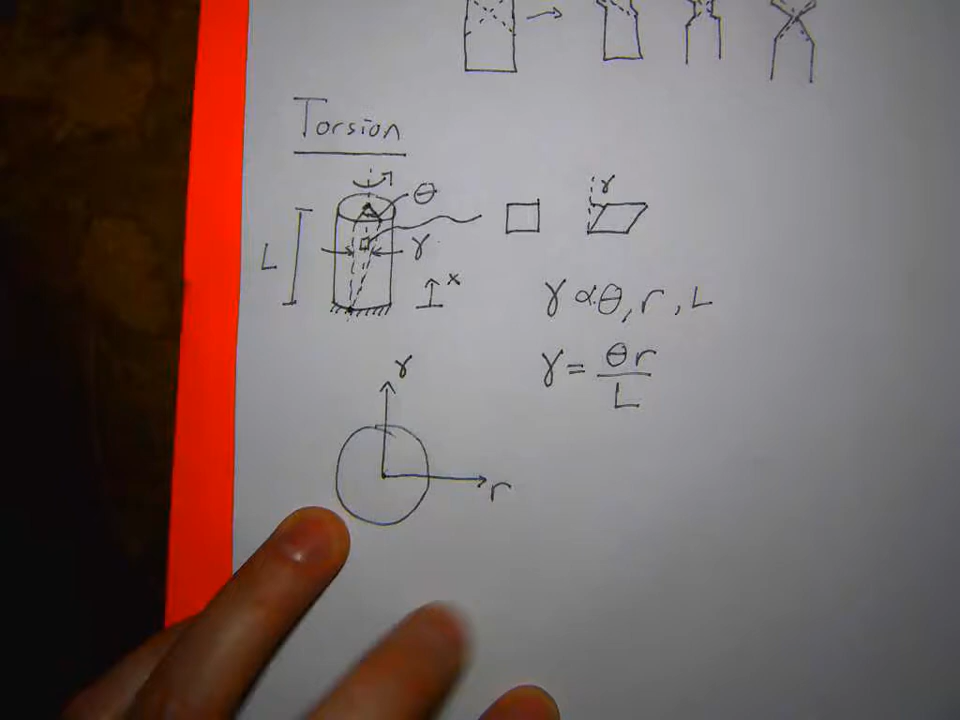 Torsion
θ
γ
γ
L
x
γ ∝ θ, r, L
γ = θr / L
γ
r